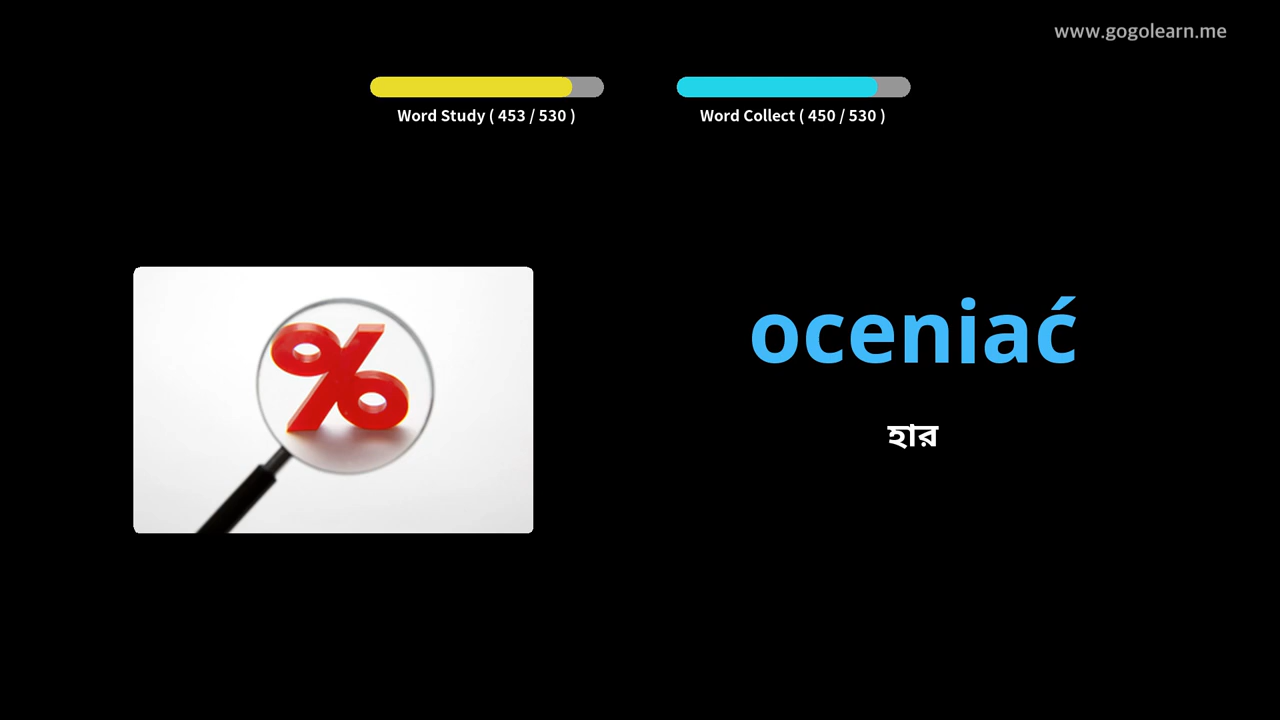 www.gogolearn.me
Word Study ( 453 / 530 )
Word Collect ( 450 / 530 )
%
oceniać
হার